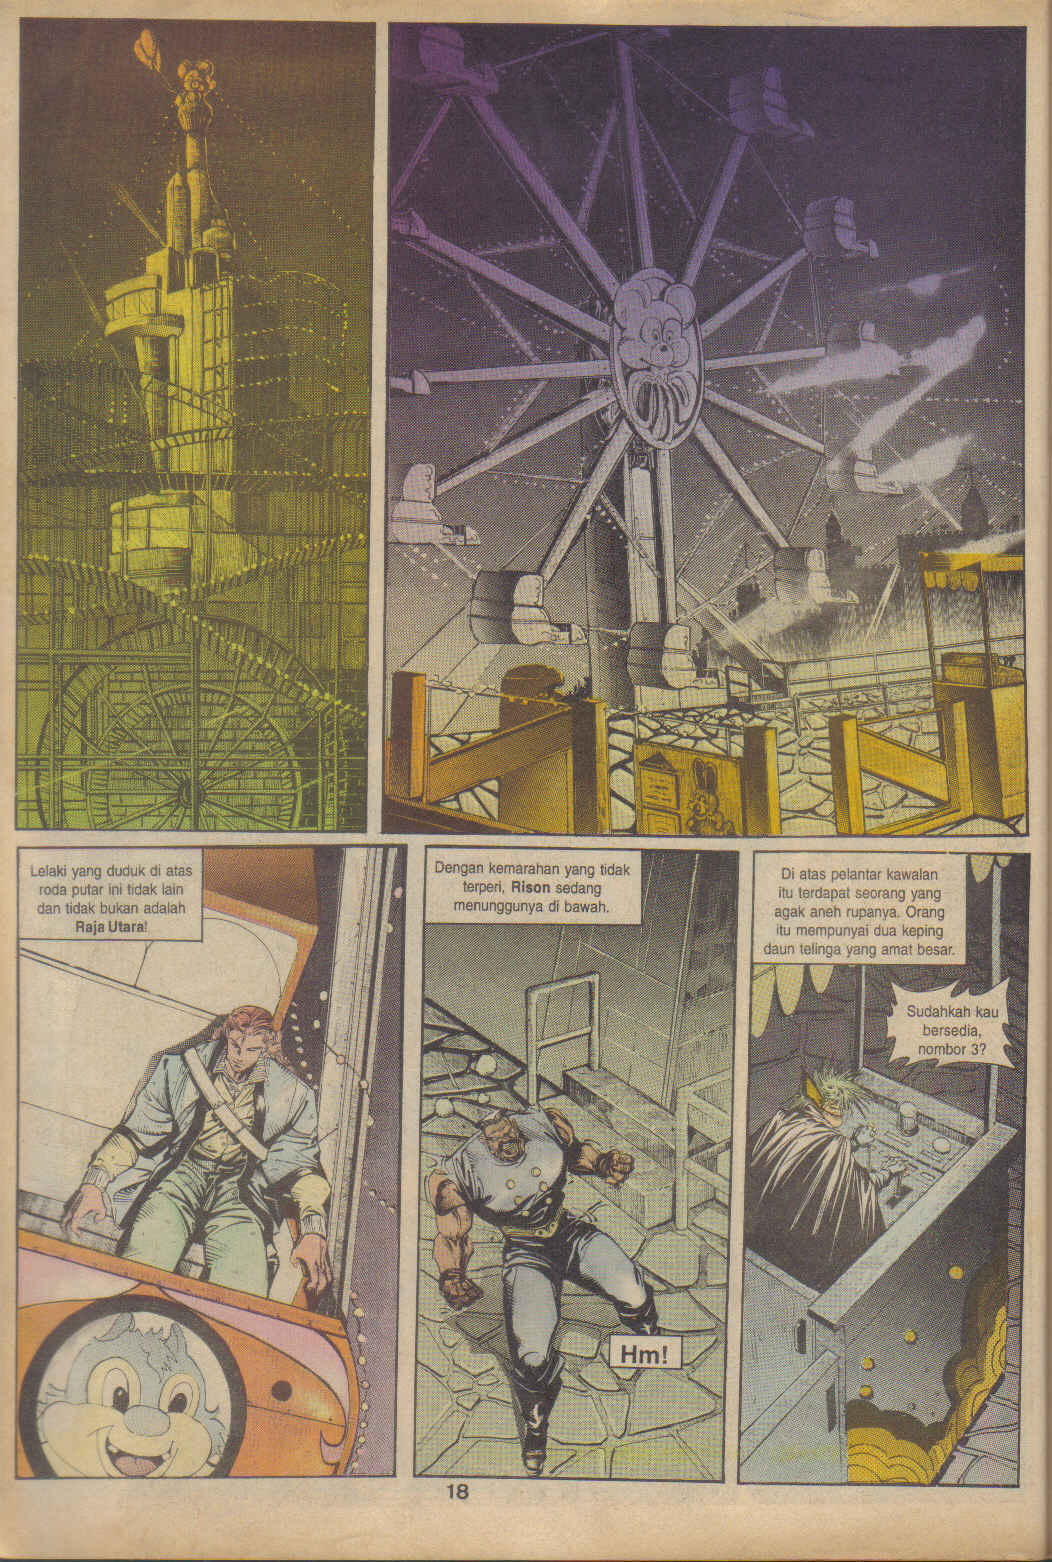 Lelaki yang duduk di atas
roda putar ini tidak lain
dan tidak bukan adalah
Raja Utara!
Dengan kemarahan yang tidak
terperi, Rison sedang
menunggunya di bawah.
Hm!
Di atas pelantar kawalan
itu terdapat seorang yang
agak aneh rupanya. Orang
itu mempunyai dua keping
daun telinga yang amat besar.
Sudahkah kau
bersedia,
nombor 3?
18